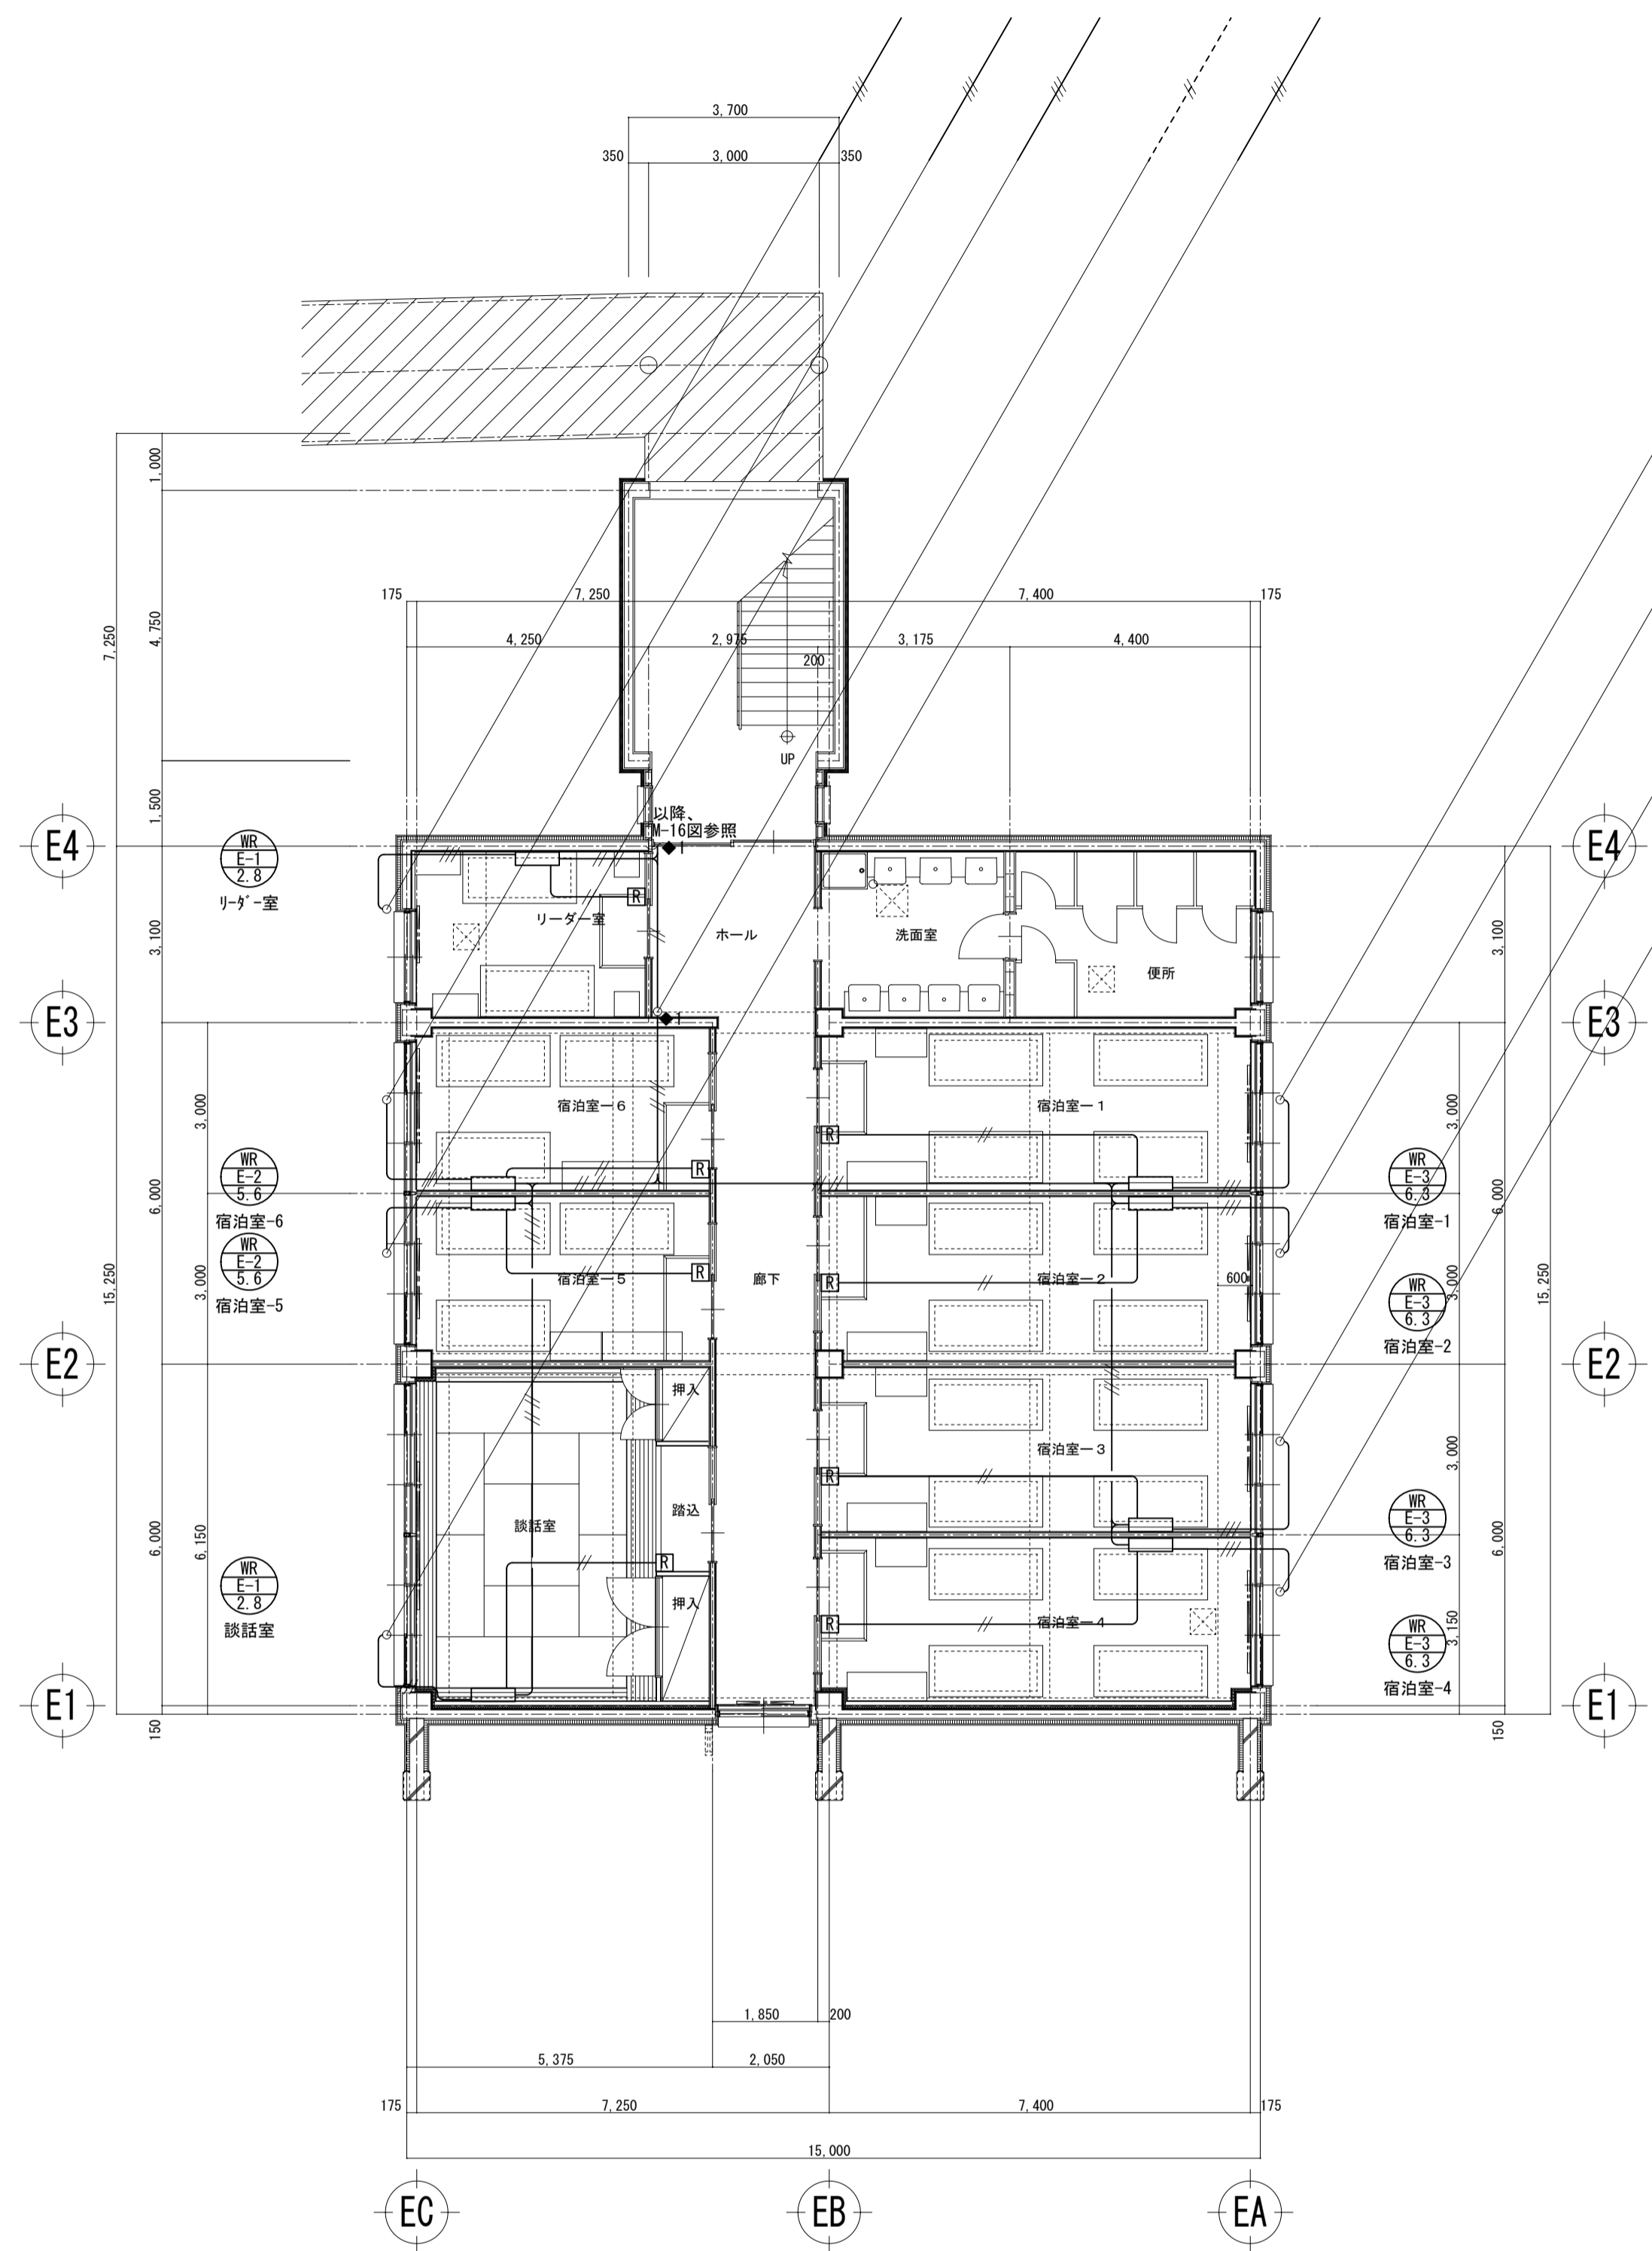 3,700
350
3,000
350
1,000
4,750
7,250
1,500
175
7,250
7,400
175
4,250
2,975
3,175
4,400
200
UP
以降、
M-16図参照
1
E4
E4
WR
E-1
2.8
ﾘｰﾀﾞｰ室
リーダー室
ホール
洗面室
便所
R
3,100
3,100
E3
E3
1
宿泊室－6
宿泊室－1
3,000
3,000
R
R
WR
E-2
5.6
宿泊室-6
WR
E-3
6.3
宿泊室-1
6,000
6,000
WR
E-2
5.6
宿泊室-5
宿泊室－5
R
廊下
R
宿泊室－2
600
3,000
3,000
15,250
15,250
WR
E-3
6.3
宿泊室-2
E2
E2
押入
宿泊室－3
R
3,000
談話室
踏込
WR
E-3
6.3
宿泊室-3
6,000
6,150
6,000
R
WR
E-1
2.8
談話室
押入
R
宿泊室－4
3,150
WR
E-3
6.3
宿泊室-4
E1
E1
150
150
1,850
200
5,375
2,050
175
7,250
7,400
175
15,000
EC
EB
EA